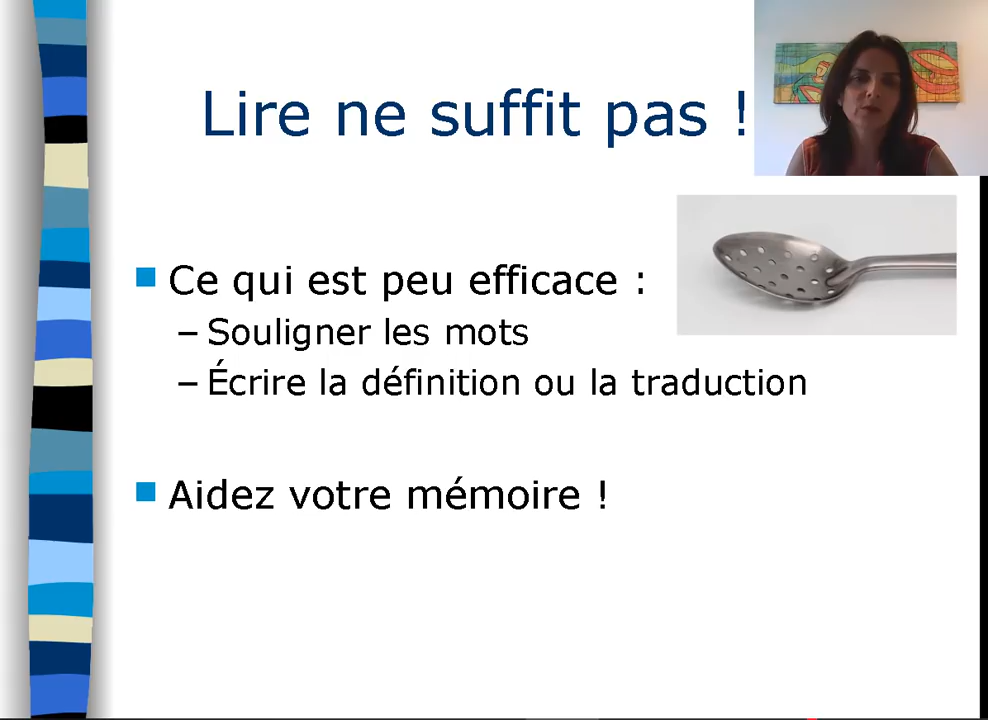 Lire ne suffit pas !
Ce qui est peu efficace :
– Souligner les mots
– Écrire la définition ou la traduction
Aidez votre mémoire !